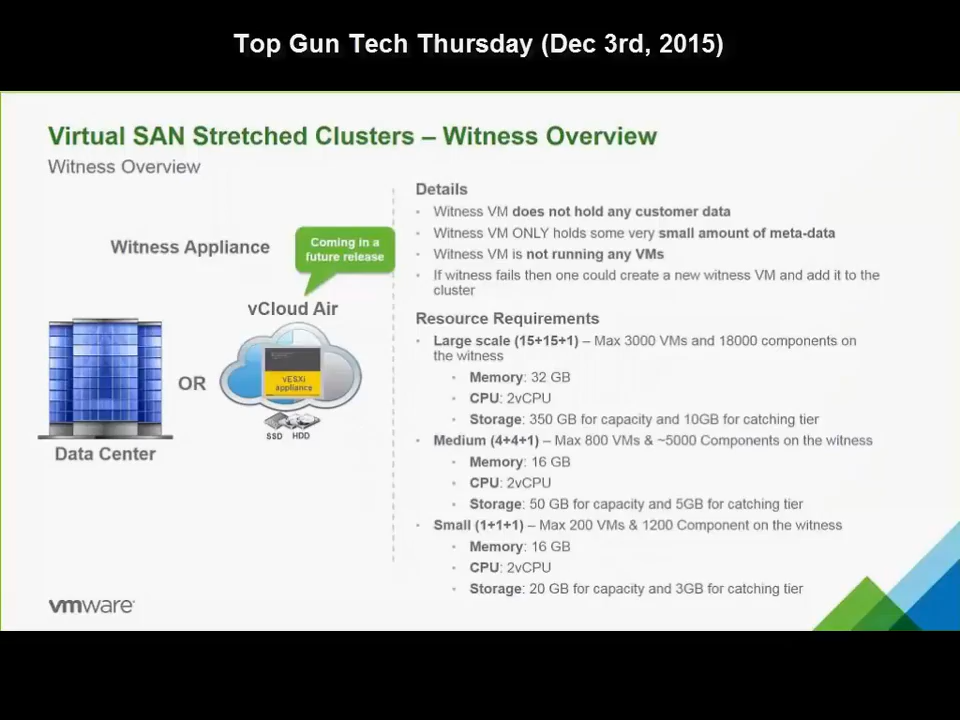 Top Gun Tech Thursday (Dec 3rd, 2015)
Virtual SAN Stretched Clusters – Witness Overview
Witness Overview
Witness Appliance
Coming in a
future release
vCloud Air
vESXi
appliance
OR
SSD HDD
Data Center
Details
Witness VM does not hold any customer data
Witness VM ONLY holds some very small amount of meta-data
Witness VM is not running any VMs
If witness fails then one could create a new witness VM and add it to the
cluster
Resource Requirements
Large scale (15+15+1) – Max 3000 VMs and 18000 components on
the witness
Memory: 32 GB
CPU: 2vCPU
Storage: 350 GB for capacity and 10GB for catching tier
Medium (4+4+1) – Max 800 VMs & ~5000 Components on the witness
Memory: 16 GB
CPU: 2vCPU
Storage: 50 GB for capacity and 5GB for catching tier
Small (1+1+1) – Max 200 VMs & 1200 Component on the witness
Memory: 16 GB
CPU: 2vCPU
Storage: 20 GB for capacity and 3GB for catching tier
vmware